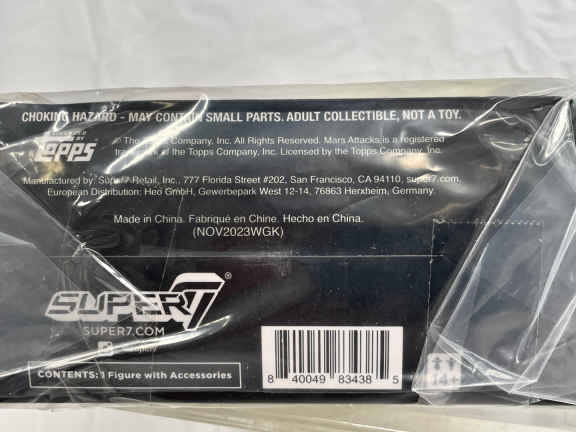 CHOKING HAZARD - MAY CONTAIN SMALL PARTS. ADULT COLLECTIBLE, NOT A TOY.
Topps
© The Company, Inc. All Rights Reserved. Mars Attacks is a registered
of the Topps Company, Inc. Licensed by the Topps Company, Inc.
Manufactured by: Super7 Retail, Inc., 777 Florida Street #202, San Francisco, CA 94110, super7.com.
European Distribution: Heo GmbH, Gewerbepark West 12-14, 76863 Herxheim, Germany
Made in China. Fabriqué en Chine. Hecho en China.
(NOV2023WGK)
SUPER7®
SUPER7.COM
CONTENTS: 1 Figure with Accessories
8 40049 83438 5
14+